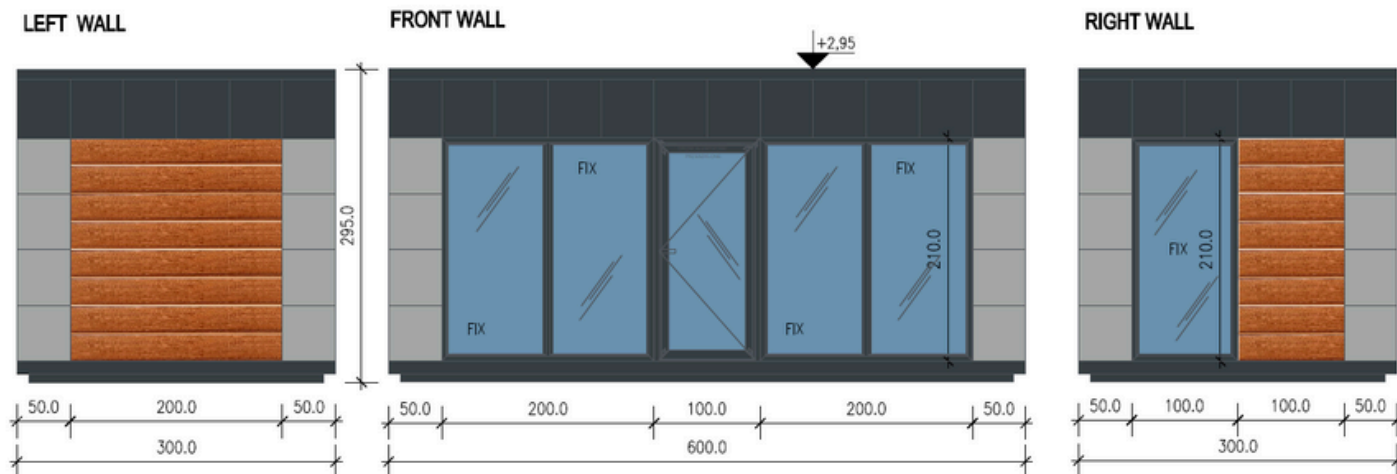 LEFT WALL
FRONT WALL
RIGHT WALL
+2,95
295.0
FIX
FIX
FIX
FIX
210.0
FIX
210.0
50.0 200.0 50.0
300.0
50.0 200.0 100.0 200.0 50.0
600.0
50.0 100.0 100.0 50.0
300.0